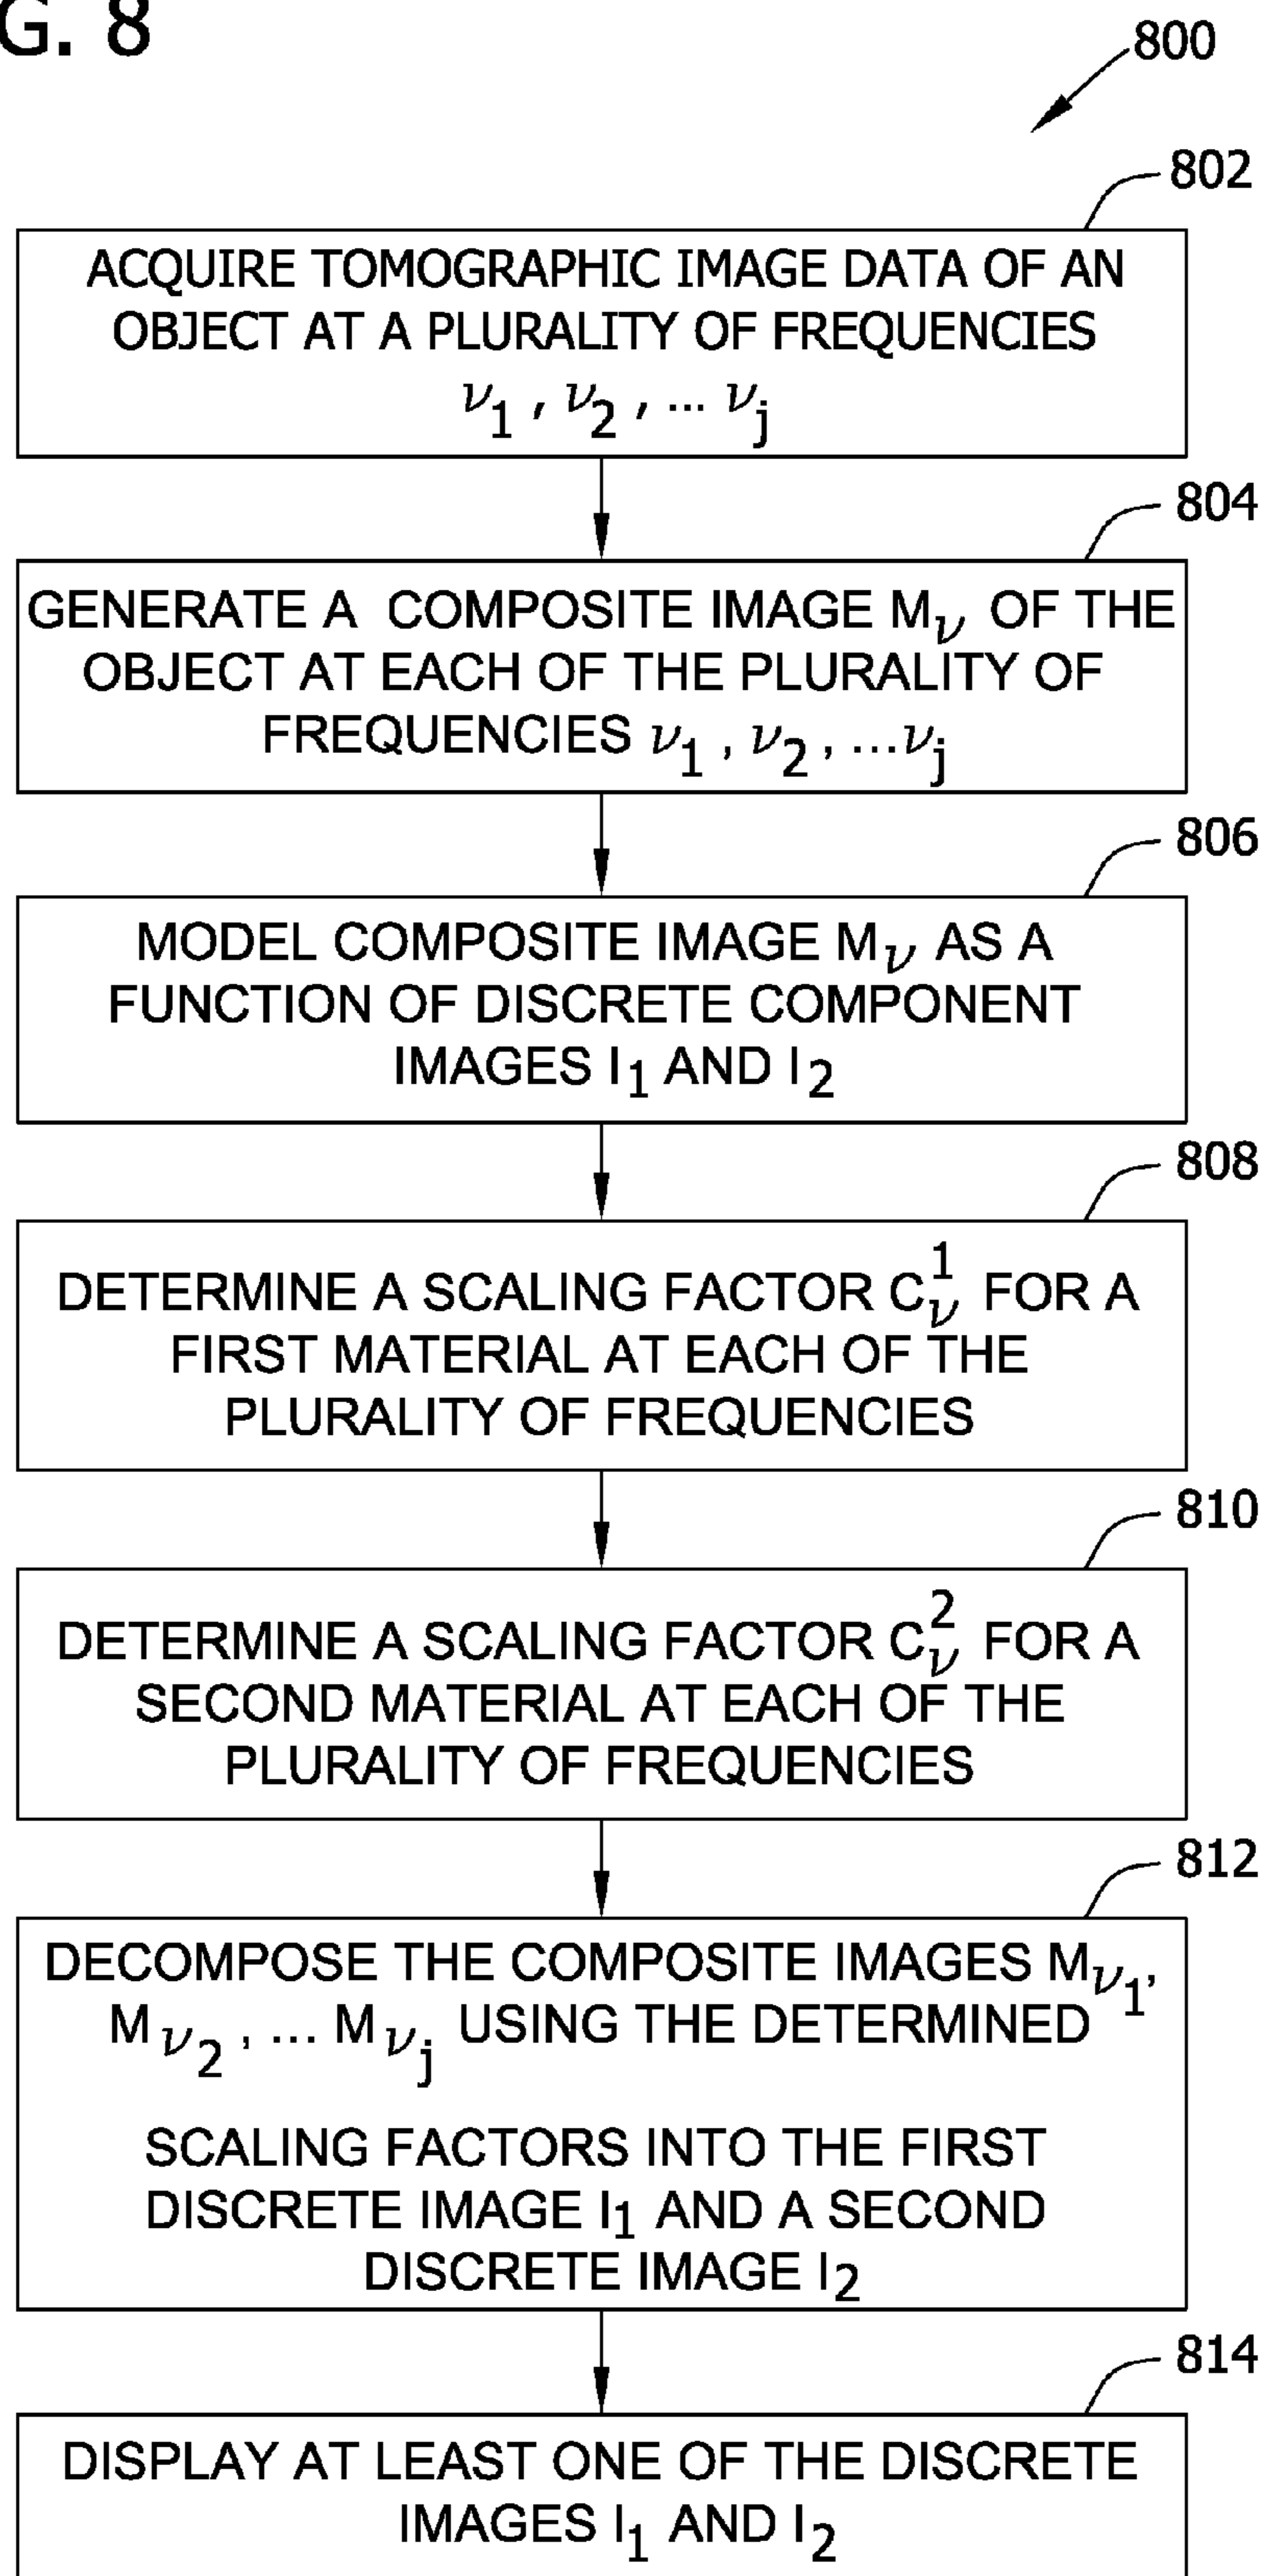 G. 8
800
802
ACQUIRE TOMOGRAPHIC IMAGE DATA OF AN
OBJECT AT A PLURALITY OF FREQUENCIES
ν1 , ν2 , ... νj
804
GENERATE A COMPOSITE IMAGE Mν OF THE
OBJECT AT EACH OF THE PLURALITY OF
FREQUENCIES ν1 , ν2 , ...νj
806
MODEL COMPOSITE IMAGE Mν AS A
FUNCTION OF DISCRETE COMPONENT
IMAGES I1 AND I2
808
DETERMINE A SCALING FACTOR C1ν FOR A
FIRST MATERIAL AT EACH OF THE
PLURALITY OF FREQUENCIES
810
DETERMINE A SCALING FACTOR C2ν FOR A
SECOND MATERIAL AT EACH OF THE
PLURALITY OF FREQUENCIES
812
DECOMPOSE THE COMPOSITE IMAGES Mν1,
Mν2 , ... Mνj USING THE DETERMINED
SCALING FACTORS INTO THE FIRST
DISCRETE IMAGE I1 AND A SECOND
DISCRETE IMAGE I2
814
DISPLAY AT LEAST ONE OF THE DISCRETE
IMAGES I1 AND I2